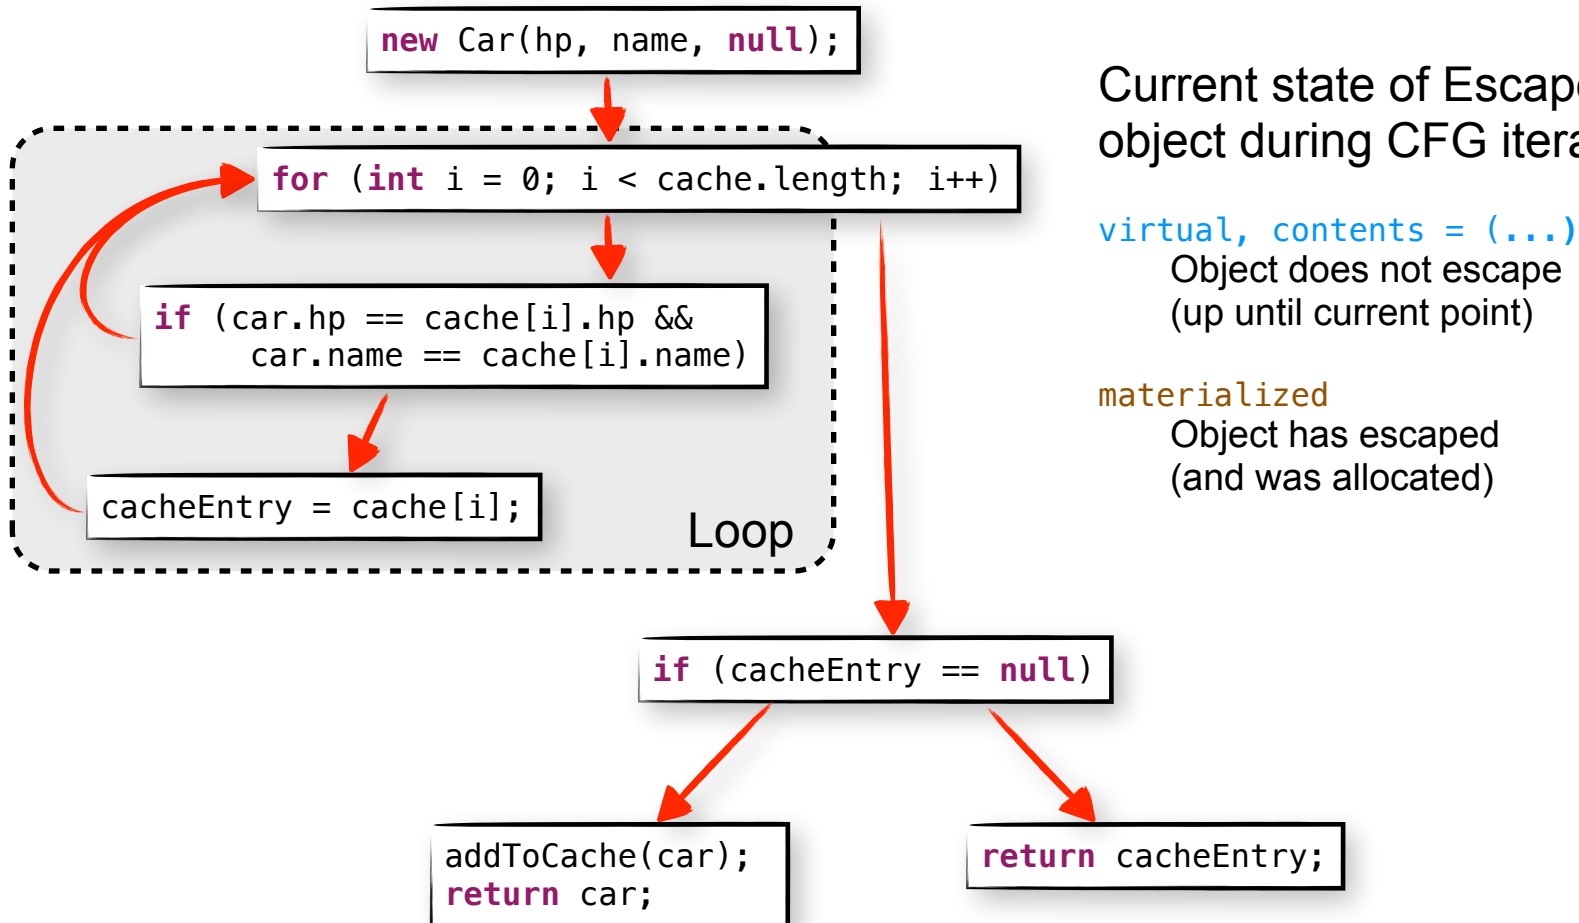 new Car(hp, name, null);
Current state of Escape
object during CFG itera
for (int i = 0; i < cache.length; i++)
virtual, contents = (...)
Object does not escape
(up until current point)
if (car.hp == cache[i].hp &&
car.name == cache[i].name)
materialized
Object has escaped
(and was allocated)
cacheEntry = cache[i];
Loop
if (cacheEntry == null)
addToCache(car);
return car;
return cacheEntry;